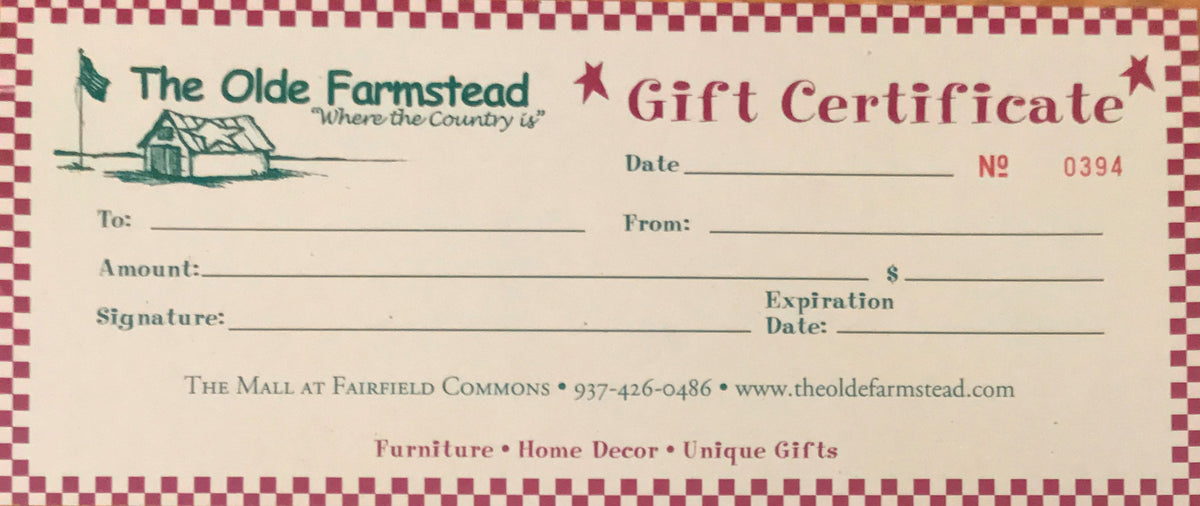 The Olde Farmstead
"Where the Country is"
Gift Certificate
Date Nº 0394
To: From:
Amount: $
Signature: Expiration
Date:
The Mall at Fairfield Commons • 937-426-0486 • www.theoldefarmstead.com
Furniture • Home Decor • Unique Gifts